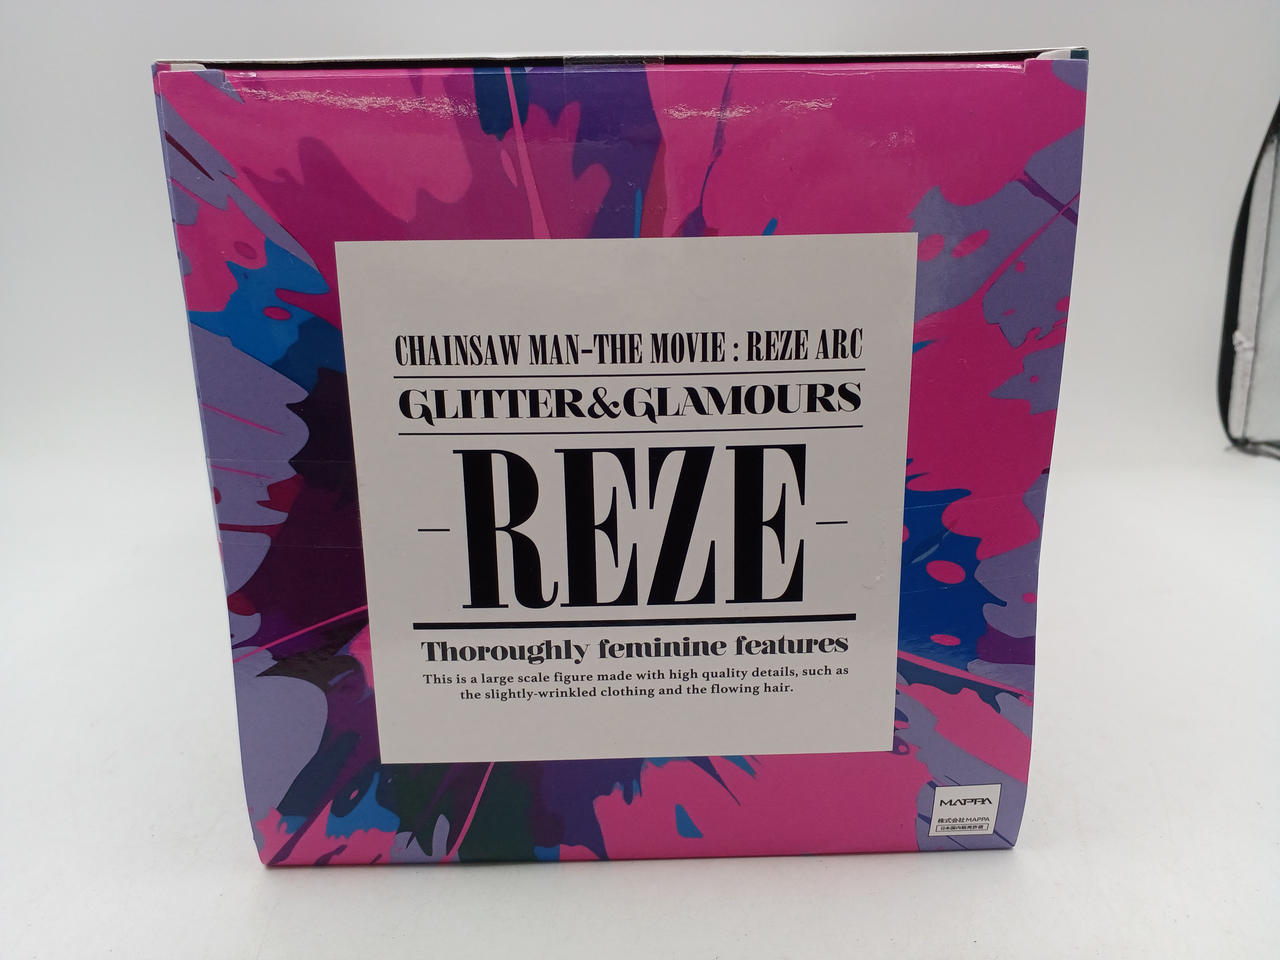 CHAINSAW MAN-THE MOVIE : REZE ARC
GLITTER&GLAMOURS
-REZE-
Thoroughly feminine features
This is a large scale figure made with high quality details, such as
the slightly-wrinkled clothing and the flowing hair.
MAPPA
株式会社MAPPA
日本国内販売許諾